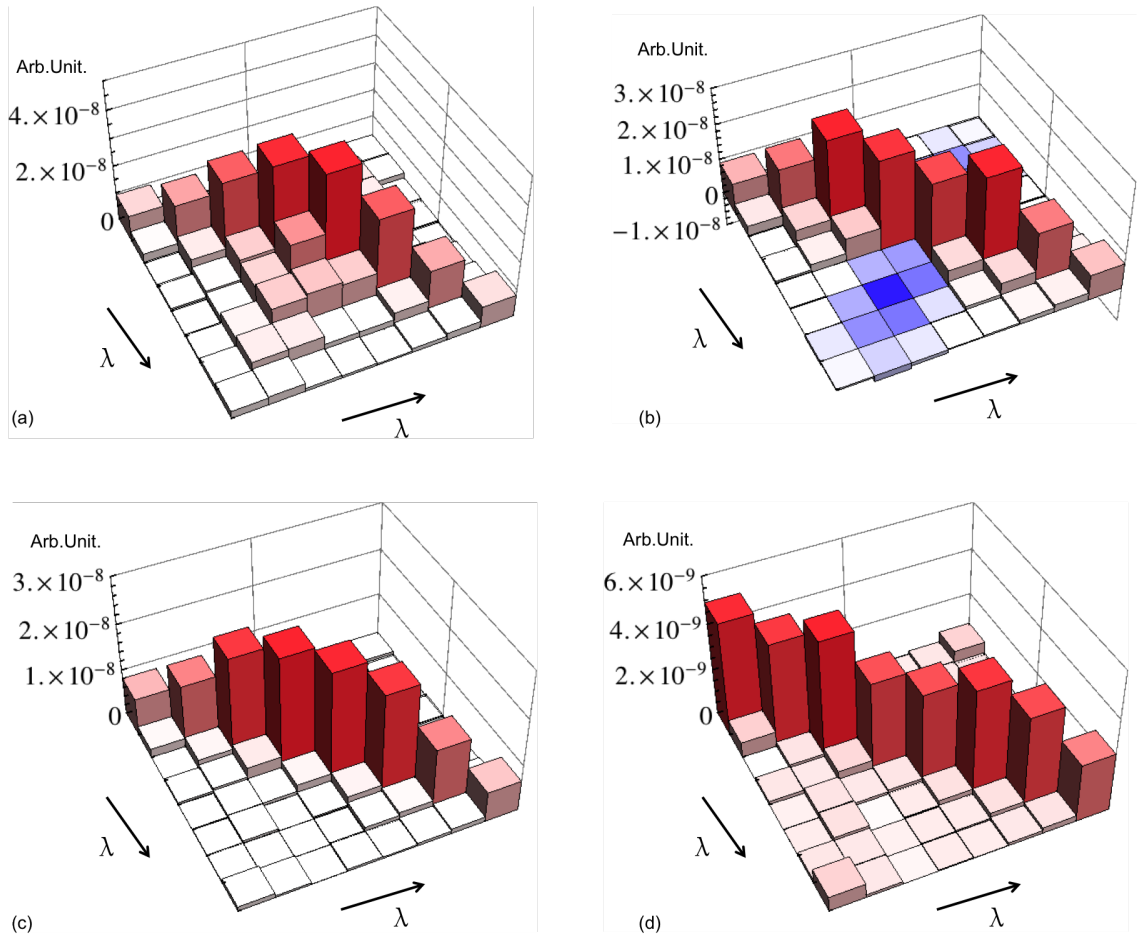 Arb.Unit.
4.×10⁻⁸
2.×10⁻⁸
0
λ
λ
(a)
Arb.Unit.
3.×10⁻⁸
2.×10⁻⁸
1.×10⁻⁸
0
−1.×10⁻⁸
λ
λ
(b)
Arb.Unit.
3.×10⁻⁸
2.×10⁻⁸
1.×10⁻⁸
0
λ
λ
(c)
Arb.Unit.
6.×10⁻⁹
4.×10⁻⁹
2.×10⁻⁹
0
λ
λ
(d)